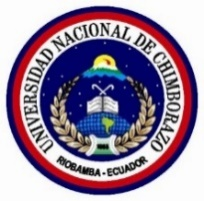 UNIVERSIDAD NACIONAL DE CHIMBORAZO
RIOBAMBA - ECUADOR